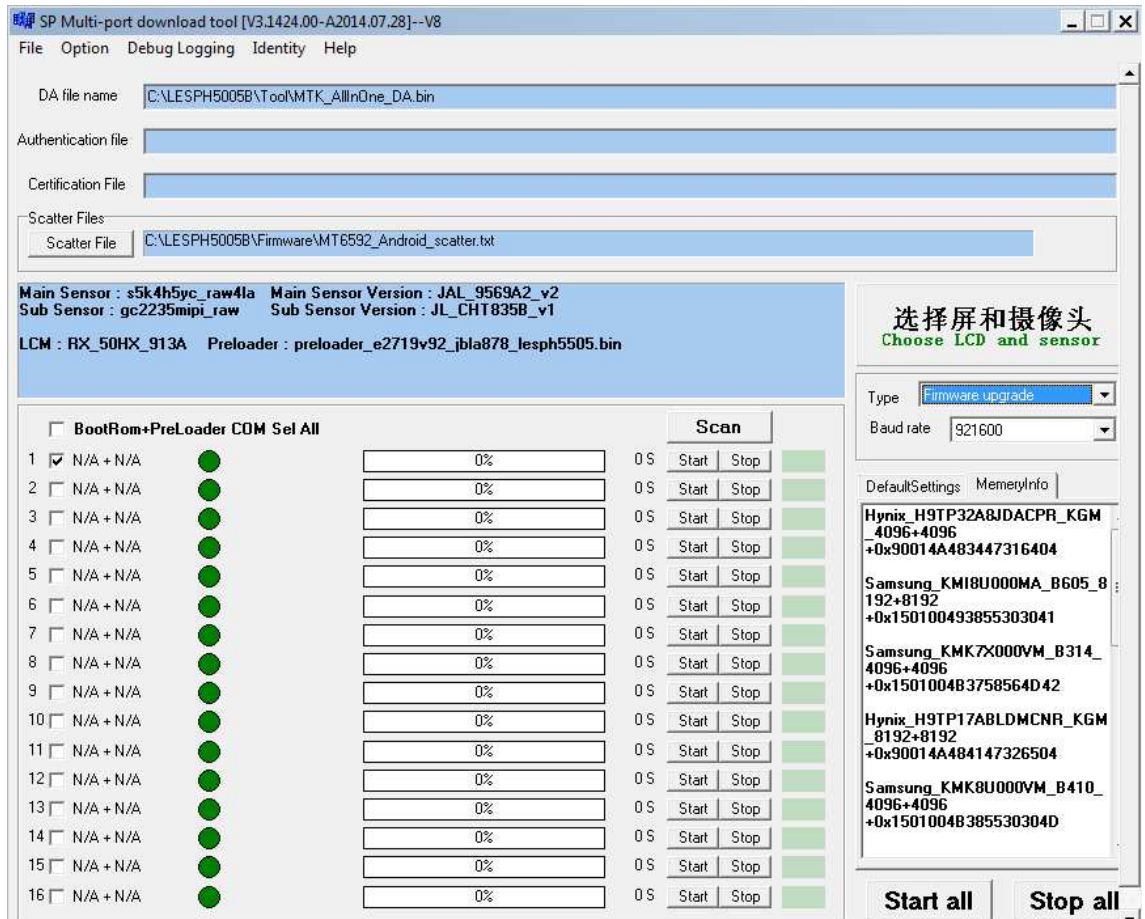 SP Multi-port download tool [V3.1424.00-A2014.07.28]--V8
File Option Debug Logging Identity Help
DA file name C:\LESPH5005B\Tool\MTK_AllInOne_DA.bin
Authentication file
Certification File
Scatter Files
Scatter File C:\LESPH5005B\Firmware\MT6592_Android_scatter.txt
Main Sensor : s5k4h5yc_raw4la Main Sensor Version : JAL_9569A2_v2
Sub Sensor : gc2235mipi_raw Sub Sensor Version : JL_CHT835B_v1
LCM : RX_50HX_913A Preloader : preloader_e2719v92_jbla878_lesph5505.bin
选择屏和摄像头
Choose LCD and sensor
Type Firmware upgrade
Baud rate 921600
BootRom+PreLoader COM Sel All Scan
1 N/A + N/A 0% 0 S Start Stop
2 N/A + N/A 0% 0 S Start Stop
3 N/A + N/A 0% 0 S Start Stop
4 N/A + N/A 0% 0 S Start Stop
5 N/A + N/A 0% 0 S Start Stop
6 N/A + N/A 0% 0 S Start Stop
7 N/A + N/A 0% 0 S Start Stop
8 N/A + N/A 0% 0 S Start Stop
9 N/A + N/A 0% 0 S Start Stop
10 N/A + N/A 0% 0 S Start Stop
11 N/A + N/A 0% 0 S Start Stop
12 N/A + N/A 0% 0 S Start Stop
13 N/A + N/A 0% 0 S Start Stop
14 N/A + N/A 0% 0 S Start Stop
15 N/A + N/A 0% 0 S Start Stop
16 N/A + N/A 0% 0 S Start Stop
DefaultSettings MemeryInfo
Hynix_H9TP32A8JDACPR_KGM
_4096+4096
+0x90014A483447316404
Samsung_KMI8U000MA_B605_8
192+8192
+0x150100493855303041
Samsung_KMK7X000VM_B314_
4096+4096
+0x1501004B3758564D42
Hynix_H9TP17ABLDMCNR_KGM
_8192+8192
+0x90014A484147326504
Samsung_KMK8U000VM_B410_
4096+4096
+0x1501004B385530304D
Start all Stop all